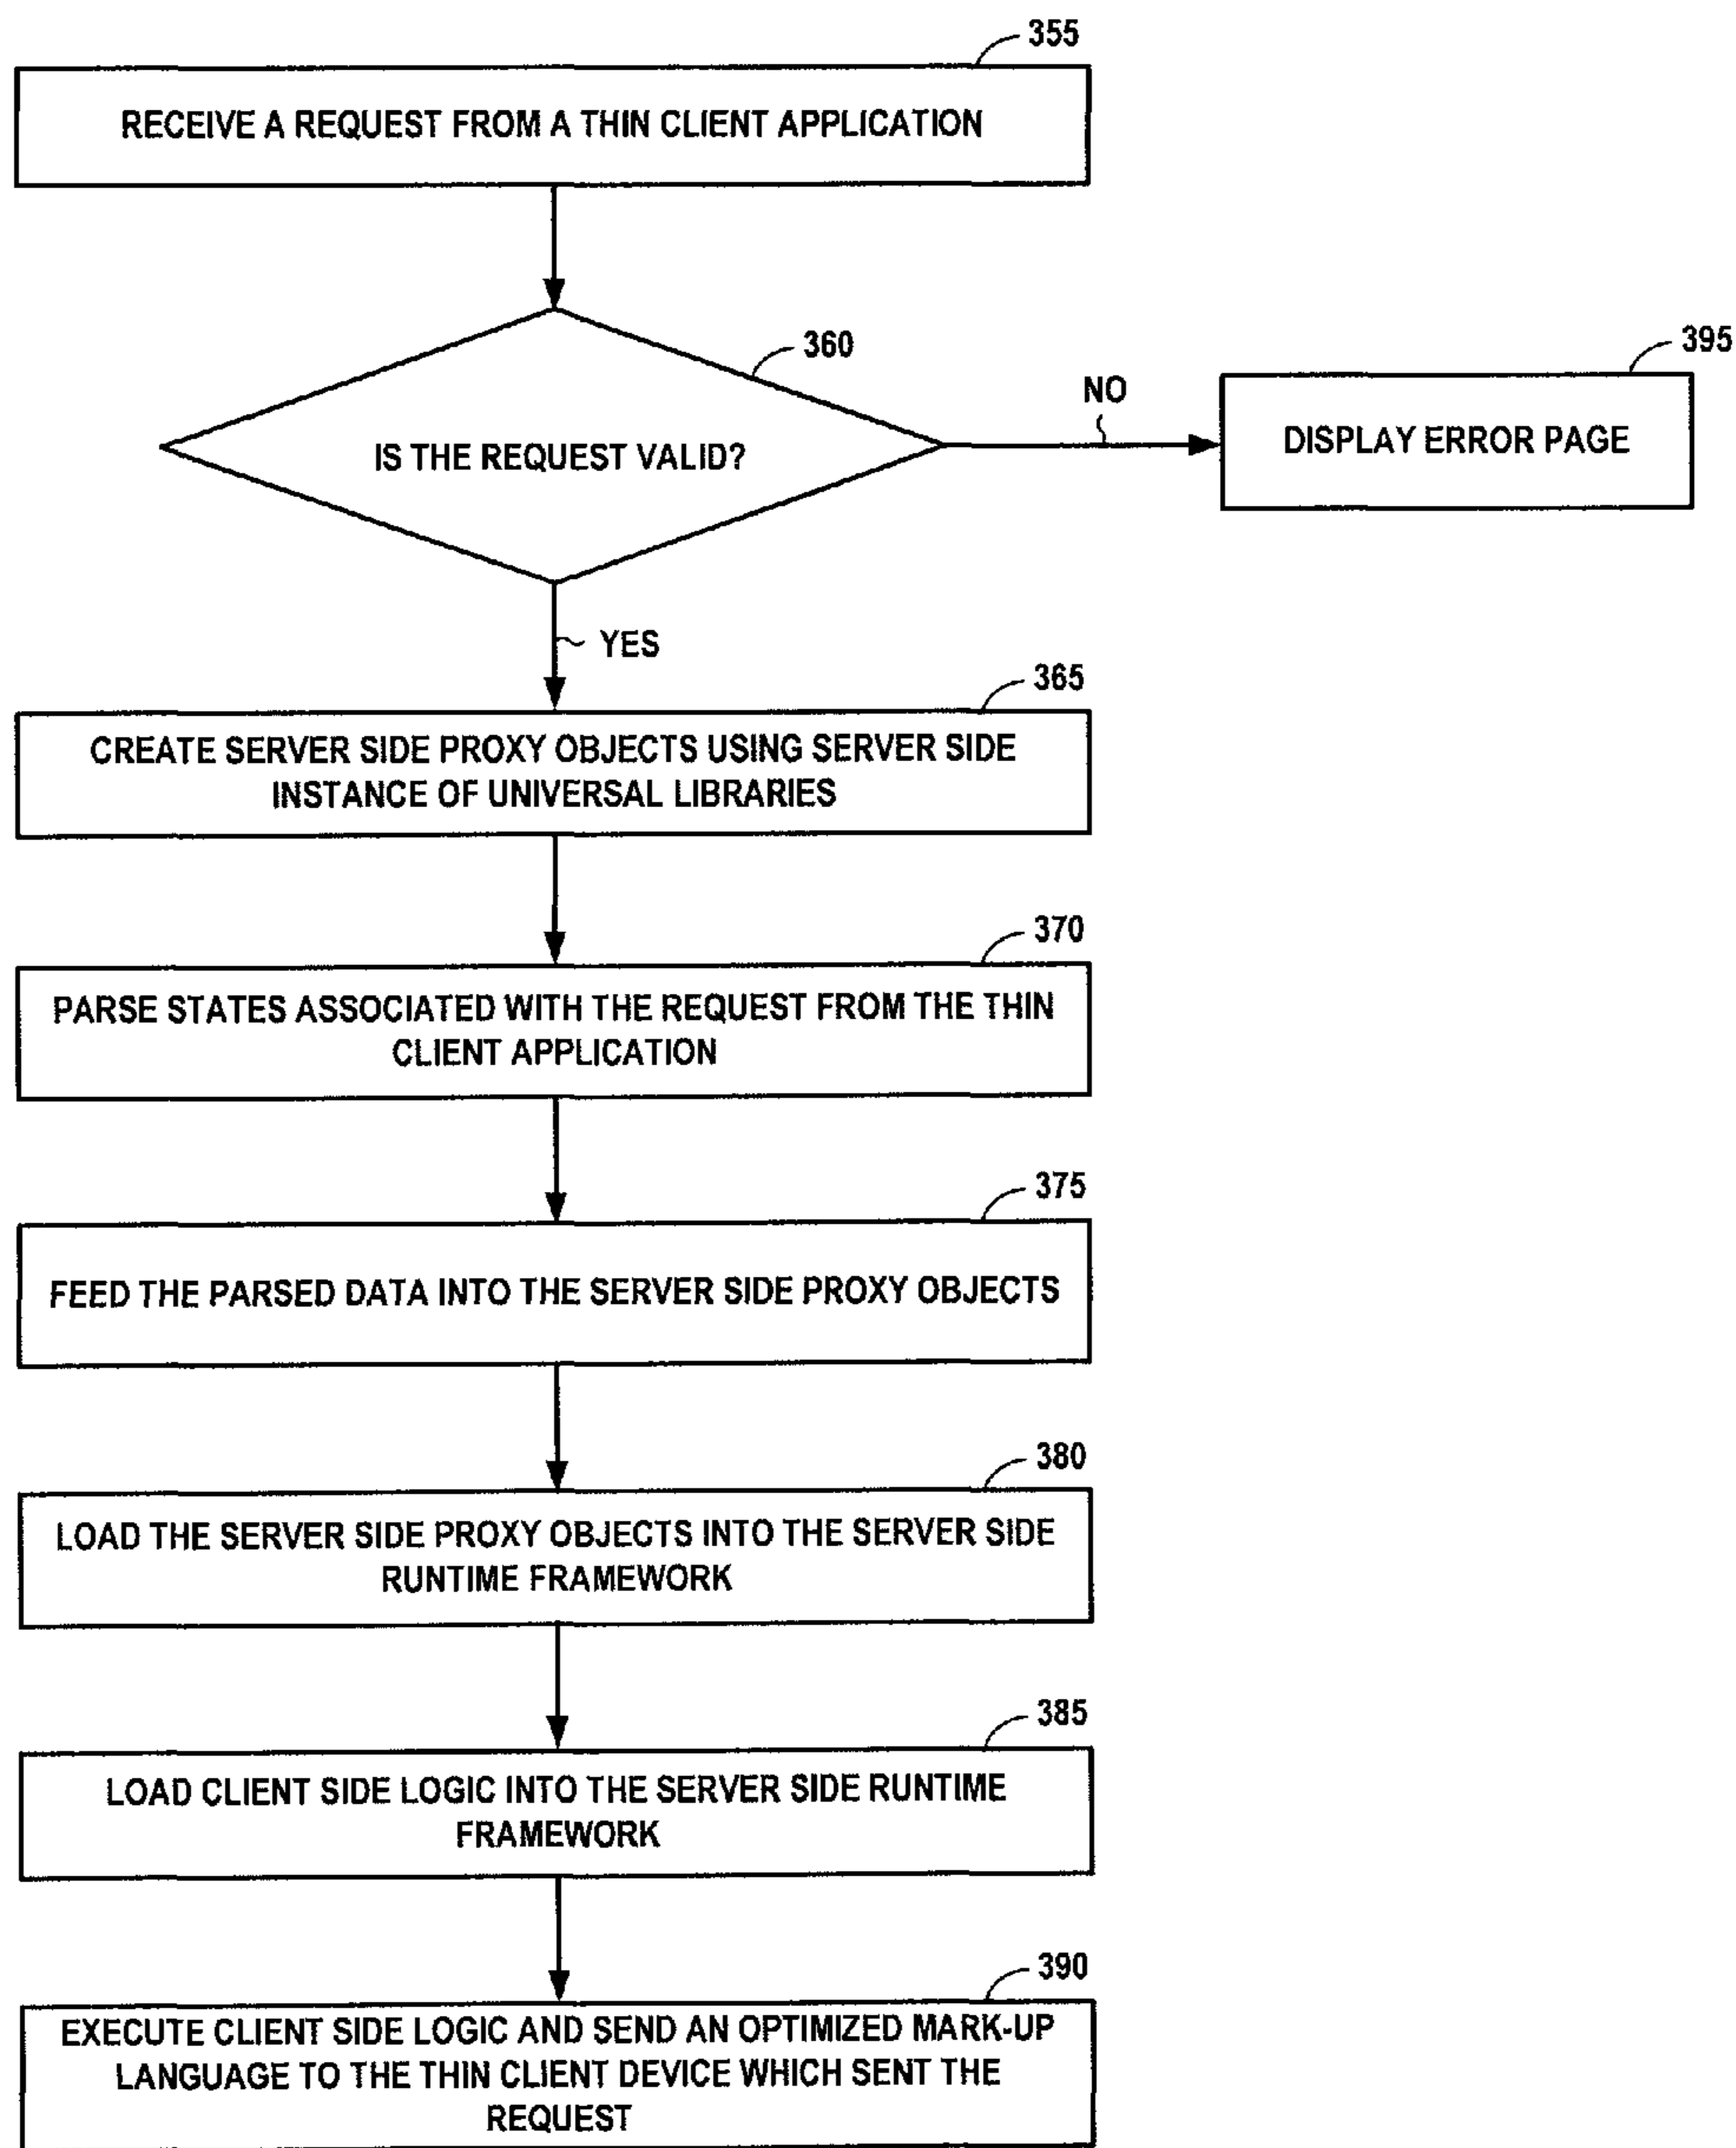 355
RECEIVE A REQUEST FROM A THIN CLIENT APPLICATION
360
IS THE REQUEST VALID?
NO
395
DISPLAY ERROR PAGE
YES
365
CREATE SERVER SIDE PROXY OBJECTS USING SERVER SIDE
INSTANCE OF UNIVERSAL LIBRARIES
370
PARSE STATES ASSOCIATED WITH THE REQUEST FROM THE THIN
CLIENT APPLICATION
375
FEED THE PARSED DATA INTO THE SERVER SIDE PROXY OBJECTS
380
LOAD THE SERVER SIDE PROXY OBJECTS INTO THE SERVER SIDE
RUNTIME FRAMEWORK
385
LOAD CLIENT SIDE LOGIC INTO THE SERVER SIDE RUNTIME
FRAMEWORK
390
EXECUTE CLIENT SIDE LOGIC AND SEND AN OPTIMIZED MARK-UP
LANGUAGE TO THE THIN CLIENT DEVICE WHICH SENT THE
REQUEST